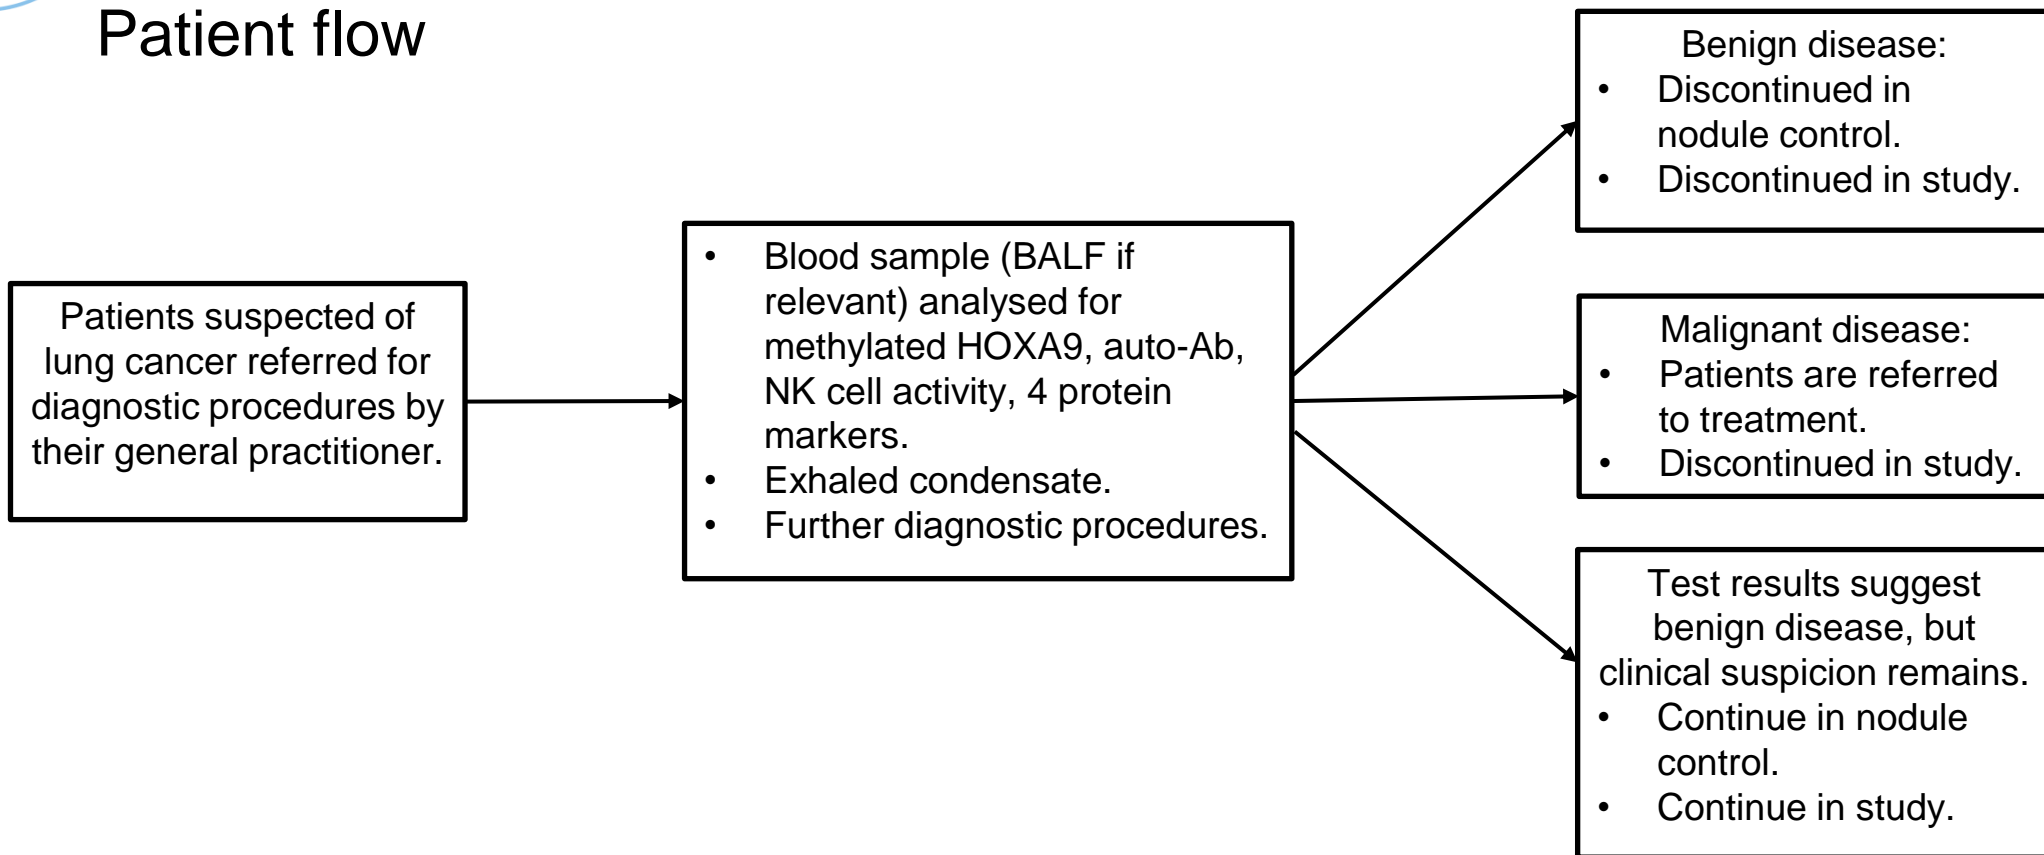 Patient flow
Patients suspected of
lung cancer referred for
diagnostic procedures by
their general practitioner.
• Blood sample (BALF if
relevant) analysed for
methylated HOXA9, auto-Ab,
NK cell activity, 4 protein
markers.
• Exhaled condensate.
• Further diagnostic procedures.
Benign disease:
• Discontinued in
nodule control.
• Discontinued in study.
Malignant disease:
• Patients are referred
to treatment.
• Discontinued in study.
Test results suggest
benign disease, but
clinical suspicion remains.
• Continue in nodule
control.
• Continue in study.